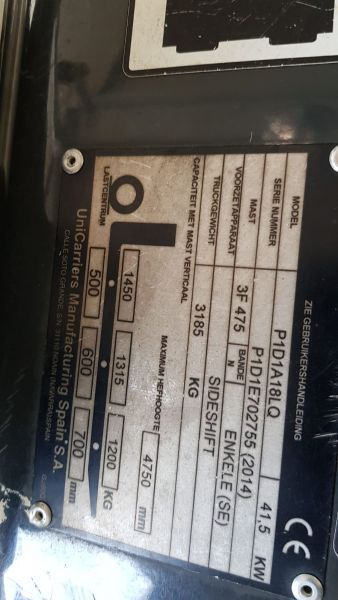 ZIE GEBRUIKERSHANDLEIDING CE
MODEL P1D1A18LQ 41,5 KW
SERIE NUMMER P1D1E702755 (2014)
MAST 3F 475 BANDEN ENKELE (SE)
VOORZETAPPARAAT SIDESHIFT
TRUCKGEWICHT 3185 KG
CAPACITEIT MET MAST VERTICAAL
MAXIMUM HEFHOOGTE 4750 mm
1450 1315 1200 KG
LASTCENTRUM 500 600 700 mm
UniCarriers Manufacturing Spain S.A.